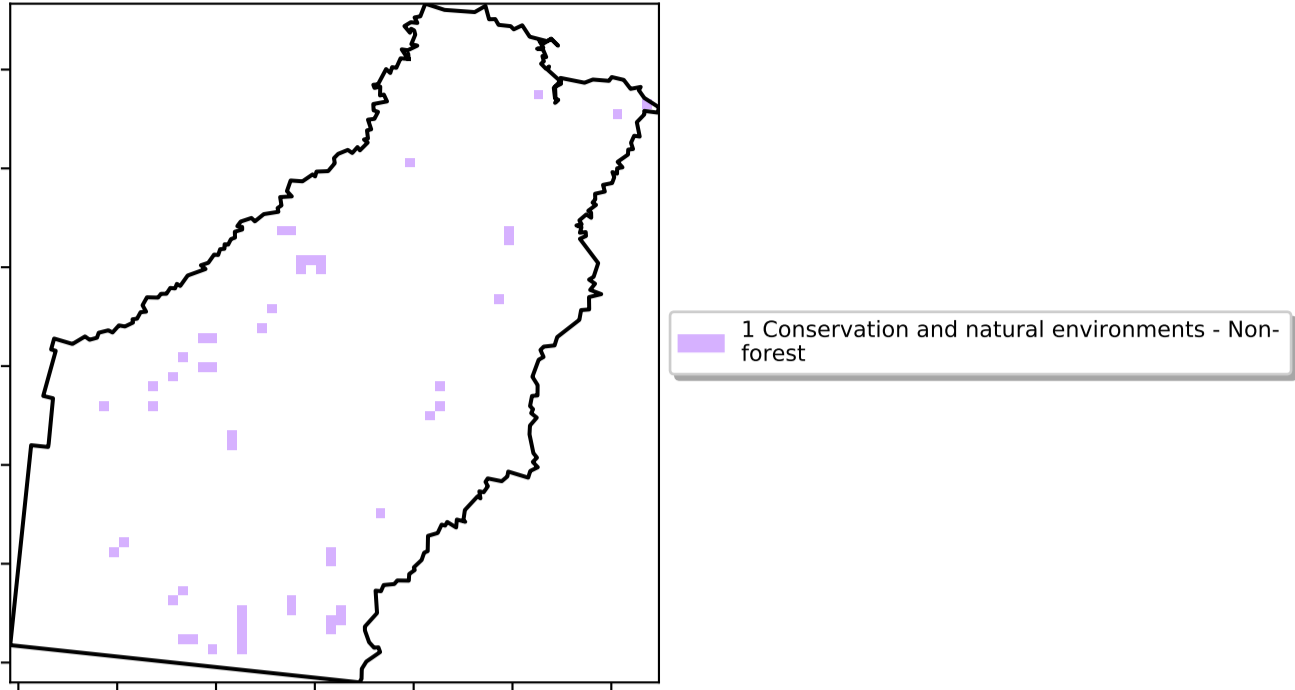 1 Conservation and natural environments - Non-
forest